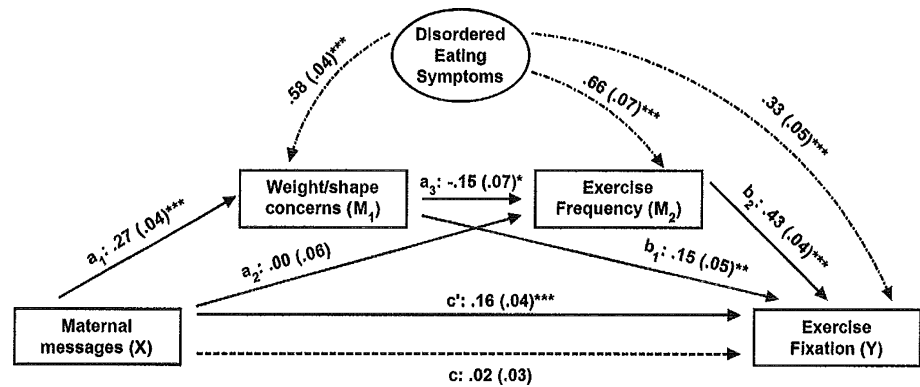 Disordered
Eating
Symptoms
.58 (.04)***
.66 (.07)***
.33 (.05)***
Weight/shape
concerns (M₁)
a₃: -.15 (.07)*
Exercise
Frequency (M₂)
a₁: .27 (.04)***
a₂: .00 (.06)
b₁: .15 (.05)**
b₂: .43 (.04)***
Maternal
messages (X)
c': .16 (.04)***
c: .02 (.03)
Exercise
Fixation (Y)